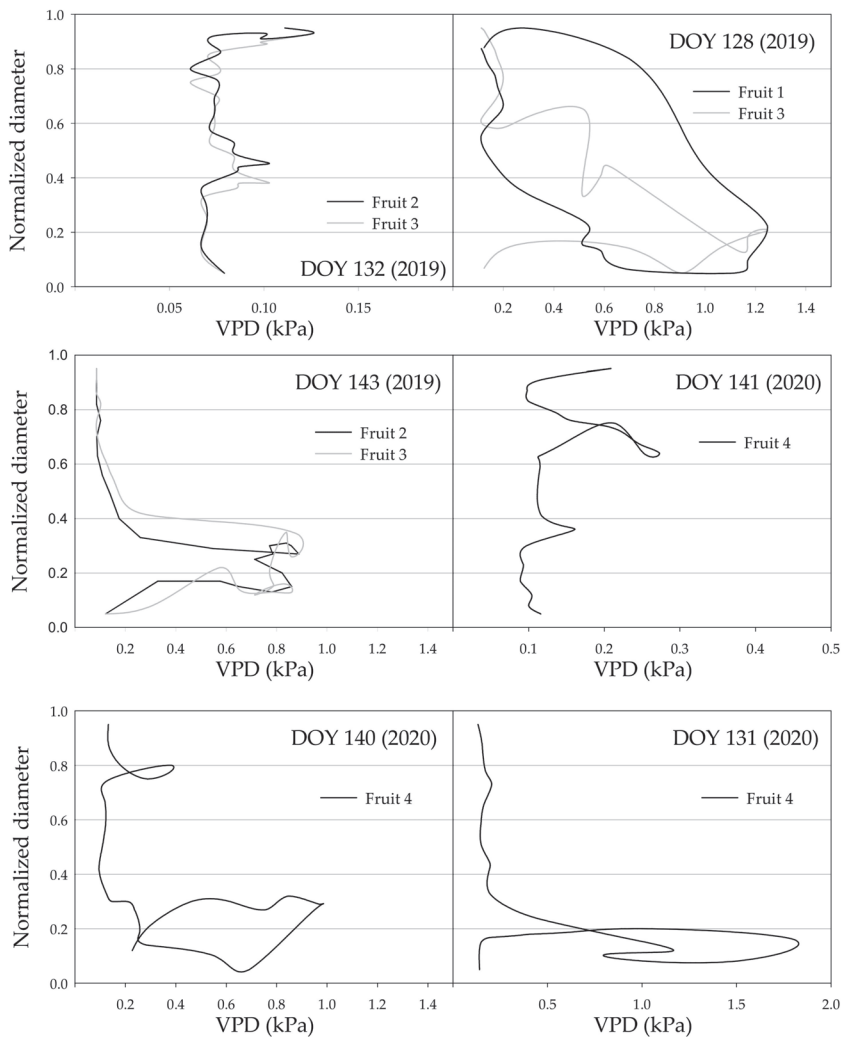 Normalized diameter
1.0
0.8
0.6
0.4
0.2
0.0
Fruit 2
Fruit 3
DOY 132 (2019)
0.05 0.10 0.15
VPD (kPa)
DOY 128 (2019)
Fruit 1
Fruit 3
0.2 0.4 0.6 0.8 1.0 1.2 1.4
VPD (kPa)
Normalized diameter
1.0
0.8
0.6
0.4
0.2
0.0
DOY 143 (2019)
Fruit 2
Fruit 3
0.2 0.4 0.6 0.8 1.0 1.2 1.4
VPD (kPa)
DOY 141 (2020)
Fruit 4
0.1 0.2 0.3 0.4 0.5
VPD (kPa)
Normalized diameter
1.0
0.8
0.6
0.4
0.2
0.0
DOY 140 (2020)
Fruit 4
0.2 0.4 0.6 0.8 1.0 1.2 1.4
VPD (kPa)
DOY 131 (2020)
Fruit 4
0.5 1.0 1.5 2.0
VPD (kPa)